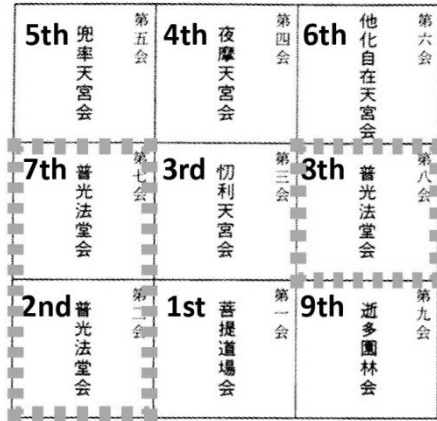 5th
第五会
兜率天宮会
4th
第四会
夜摩天宮会
6th
第六会
他化自在天宮会
7th
第七会
普光法堂会
3rd
第三会
忉利天宮会
8th
第八会
普光法堂会
2nd
第二会
普光法堂会
1st
第一会
菩提道場会
9th
第九会
逝多園林会